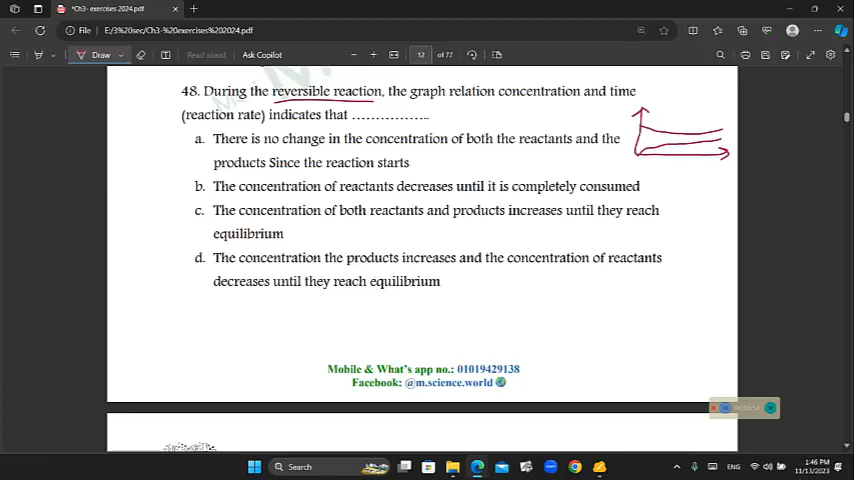 *Ch3- exercises 2024.pdf
File
E:/3%20sec/Ch3-%20exercises%202024.pdf
Draw
Read aloud
Ask Copilot
12
of 77
48. During the reversible reaction, the graph relation concentration and time
(reaction rate) indicates that ……………..
a. There is no change in the concentration of both the reactants and the
products Since the reaction starts
b. The concentration of reactants decreases until it is completely consumed
c. The concentration of both reactants and products increases until they reach
equilibrium
d. The concentration the products increases and the concentration of reactants
decreases until they reach equilibrium
Mobile & What's app no.: 01019429138
Facebook: @m.science.world
Search
ENG
1:46 PM
11/13/2023